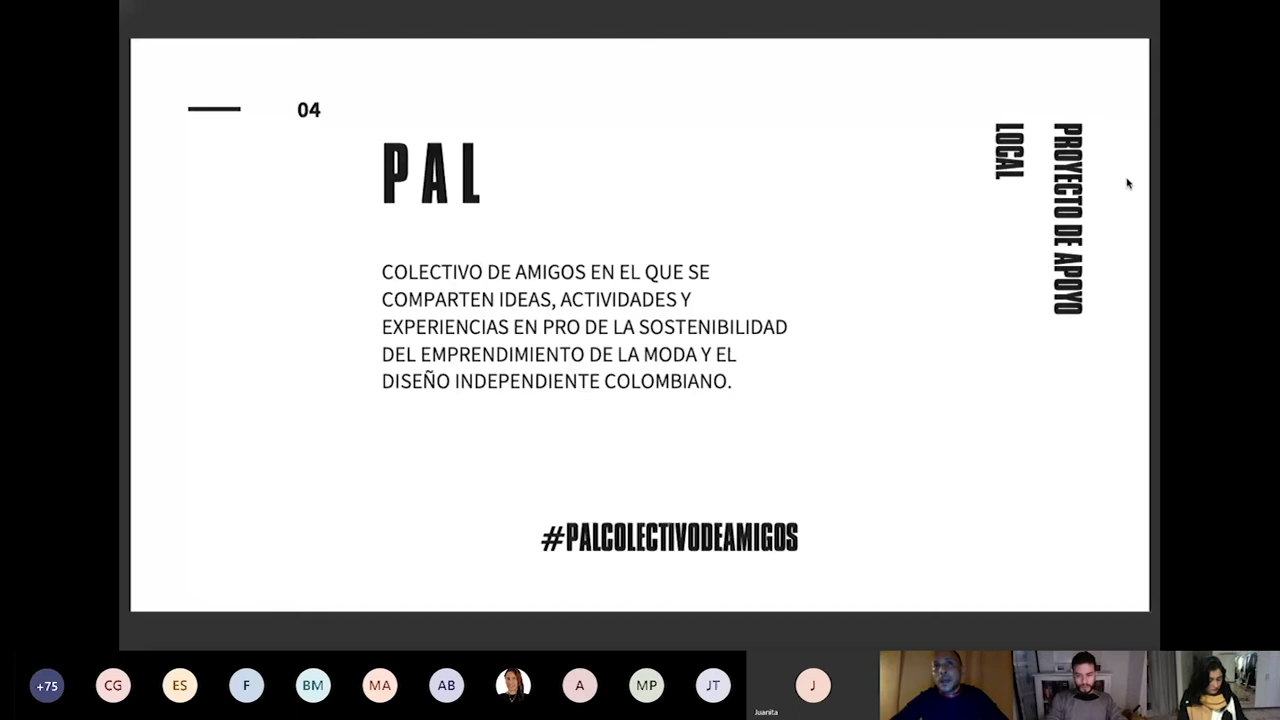 04
PAL
PROYECTO DE APOYO
LOCAL
COLECTIVO DE AMIGOS EN EL QUE SE
COMPARTEN IDEAS, ACTIVIDADES Y
EXPERIENCIAS EN PRO DE LA SOSTENIBILIDAD
DEL EMPRENDIMIENTO DE LA MODA Y EL
DISEÑO INDEPENDIENTE COLOMBIANO.
#PALCOLECTIVODEAMIGOS
+75
CG
ES
F
BM
MA
AB
A
MP
JT
J
Juanita